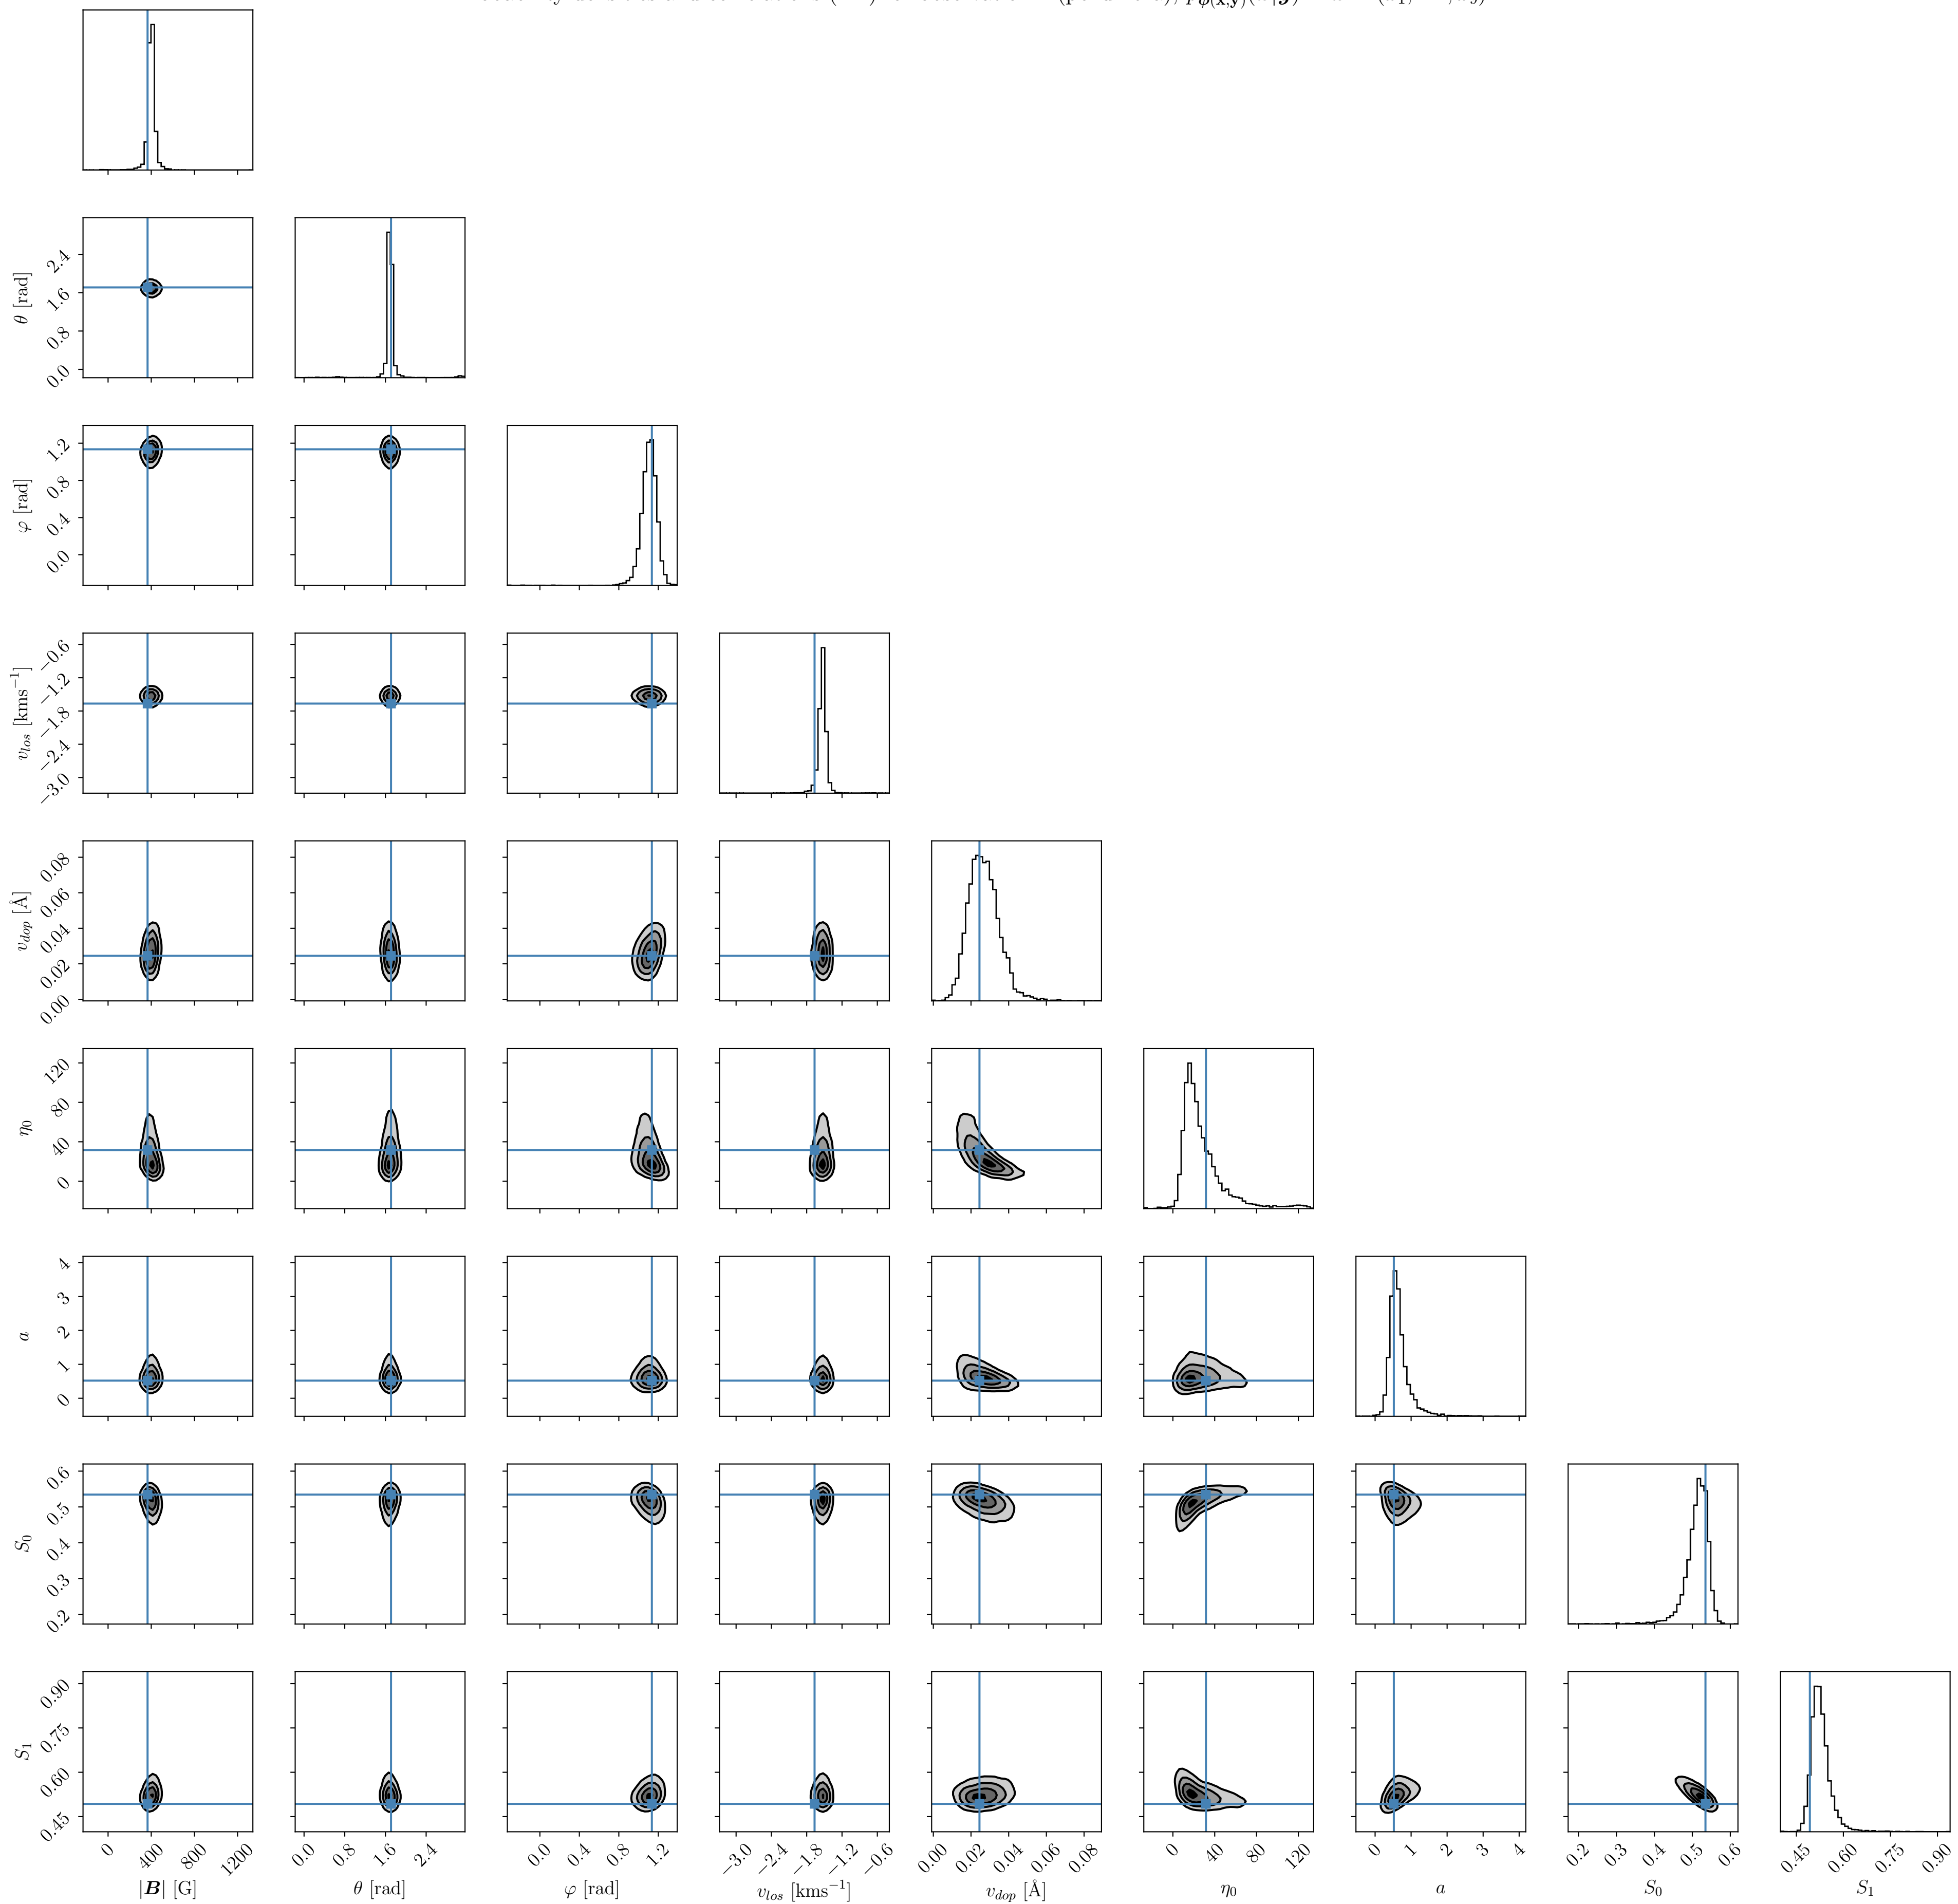 θ [rad]
2.4
1.6
0.8
0.0
φ [rad]
1.2
0.8
0.4
0.0
v_los [kms⁻¹]
−0.6
−1.2
−1.8
−2.4
−3.0
v_dop [Å]
0.08
0.06
0.04
0.02
0.00
η₀
120
80
40
0
a
4
3
2
1
0
S₀
0.6
0.5
0.4
0.3
0.2
S₁
0.90
0.75
0.60
0.45
0 400 800 1200
0.0 0.8 1.6 2.4
0.0 0.4 0.8 1.2
−3.0 −2.4 −1.8 −1.2 −0.6
0.00 0.02 0.04 0.06 0.08
0 40 80 120
0 1 2 3 4
0.2 0.3 0.4 0.5 0.6
0.45 0.60 0.75 0.90
|B| [G] θ [rad] φ [rad] v_los [kms⁻¹] v_dop [Å] η₀ a S₀ S₁